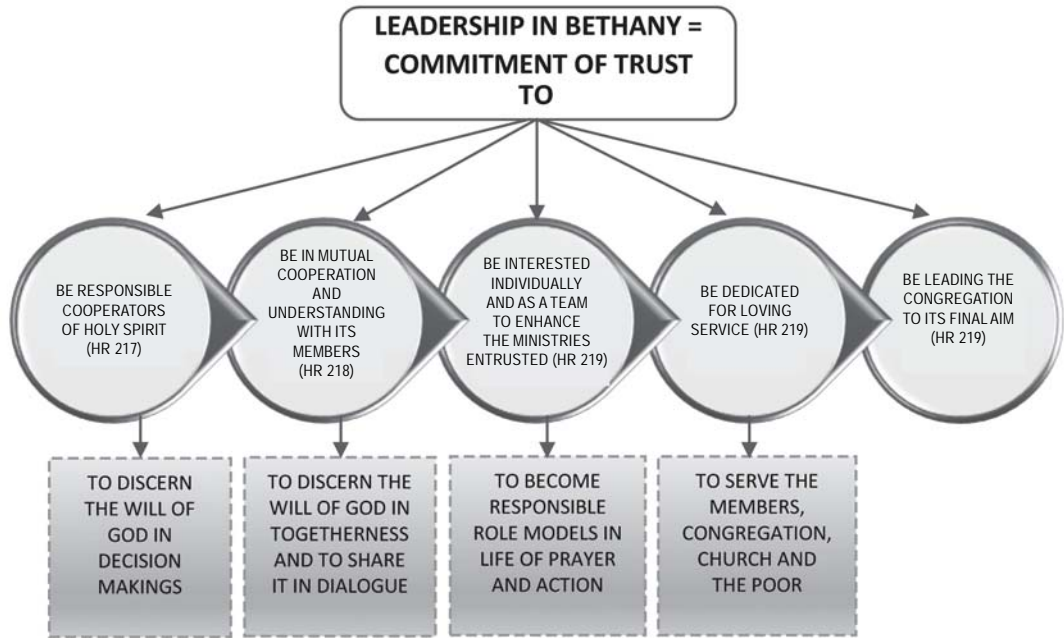 LEADERSHIP IN BETHANY =
COMMITMENT OF TRUST
TO
BE RESPONSIBLE
COOPERATORS
OF HOLY SPIRIT
(HR 217)
BE IN MUTUAL
COOPERATION
AND
UNDERSTANDING
WITH ITS
MEMBERS
(HR 218)
BE INTERESTED
INDIVIDUALLY
AND AS A TEAM
TO ENHANCE
THE MINISTRIES
ENTRUSTED (HR 219)
BE DEDICATED
FOR LOVING
SERVICE (HR 219)
BE LEADING THE
CONGREGATION
TO ITS FINAL AIM
(HR 219)
TO DISCERN
THE WILL OF
GOD IN
DECISION
MAKINGS
TO DISCERN THE
WILL OF GOD IN
TOGETHERNESS
AND TO SHARE
IT IN DIALOGUE
TO BECOME
RESPONSIBLE
ROLE MODELS IN
LIFE OF PRAYER
AND ACTION
TO SERVE THE
MEMBERS,
CONGREGATION,
CHURCH AND
THE POOR